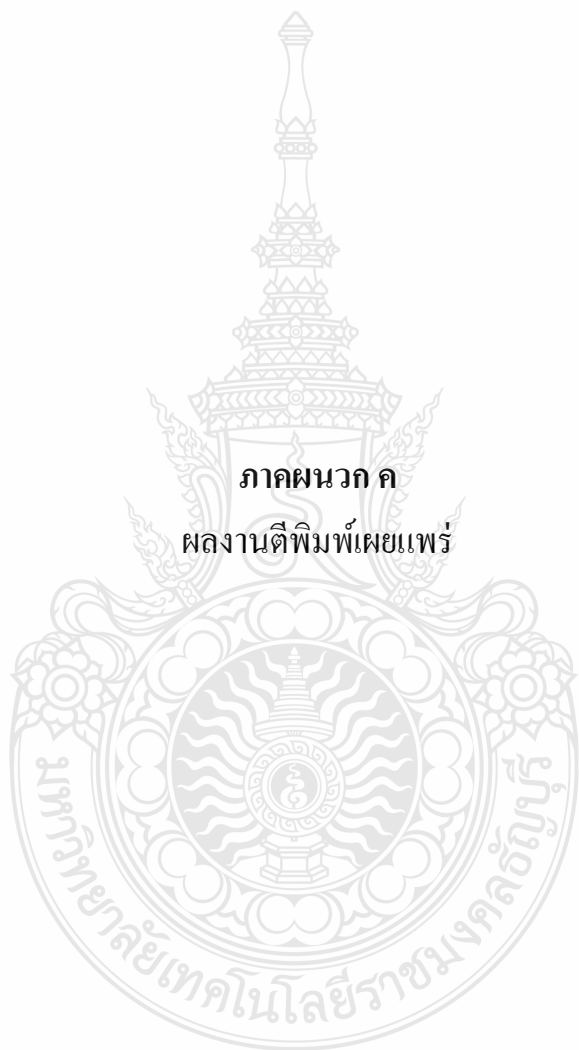 ภาคผนวก ค
ผลงานตีพิมพ์เผยแพร่
มหาวิทยาลัยเทคโนโลยีราชมงคลธัญบุรี